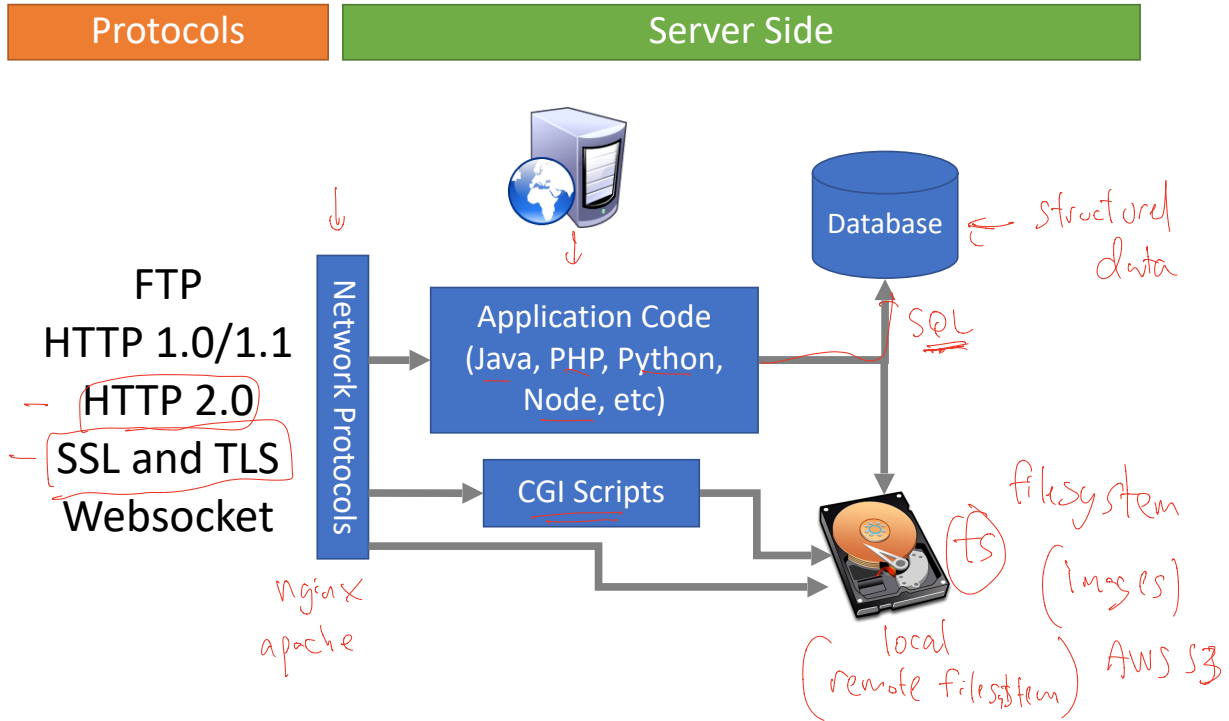 Protocols
Server Side
FTP
HTTP 1.0/1.1
HTTP 2.0
SSL and TLS
Websocket
Network Protocols
nginx
apache
Application Code
(Java, PHP, Python,
Node, etc)
CGI Scripts
Database
structured
data
SQL
fs
filesystem
(images)
AWS S3
local
(remote filesystem)